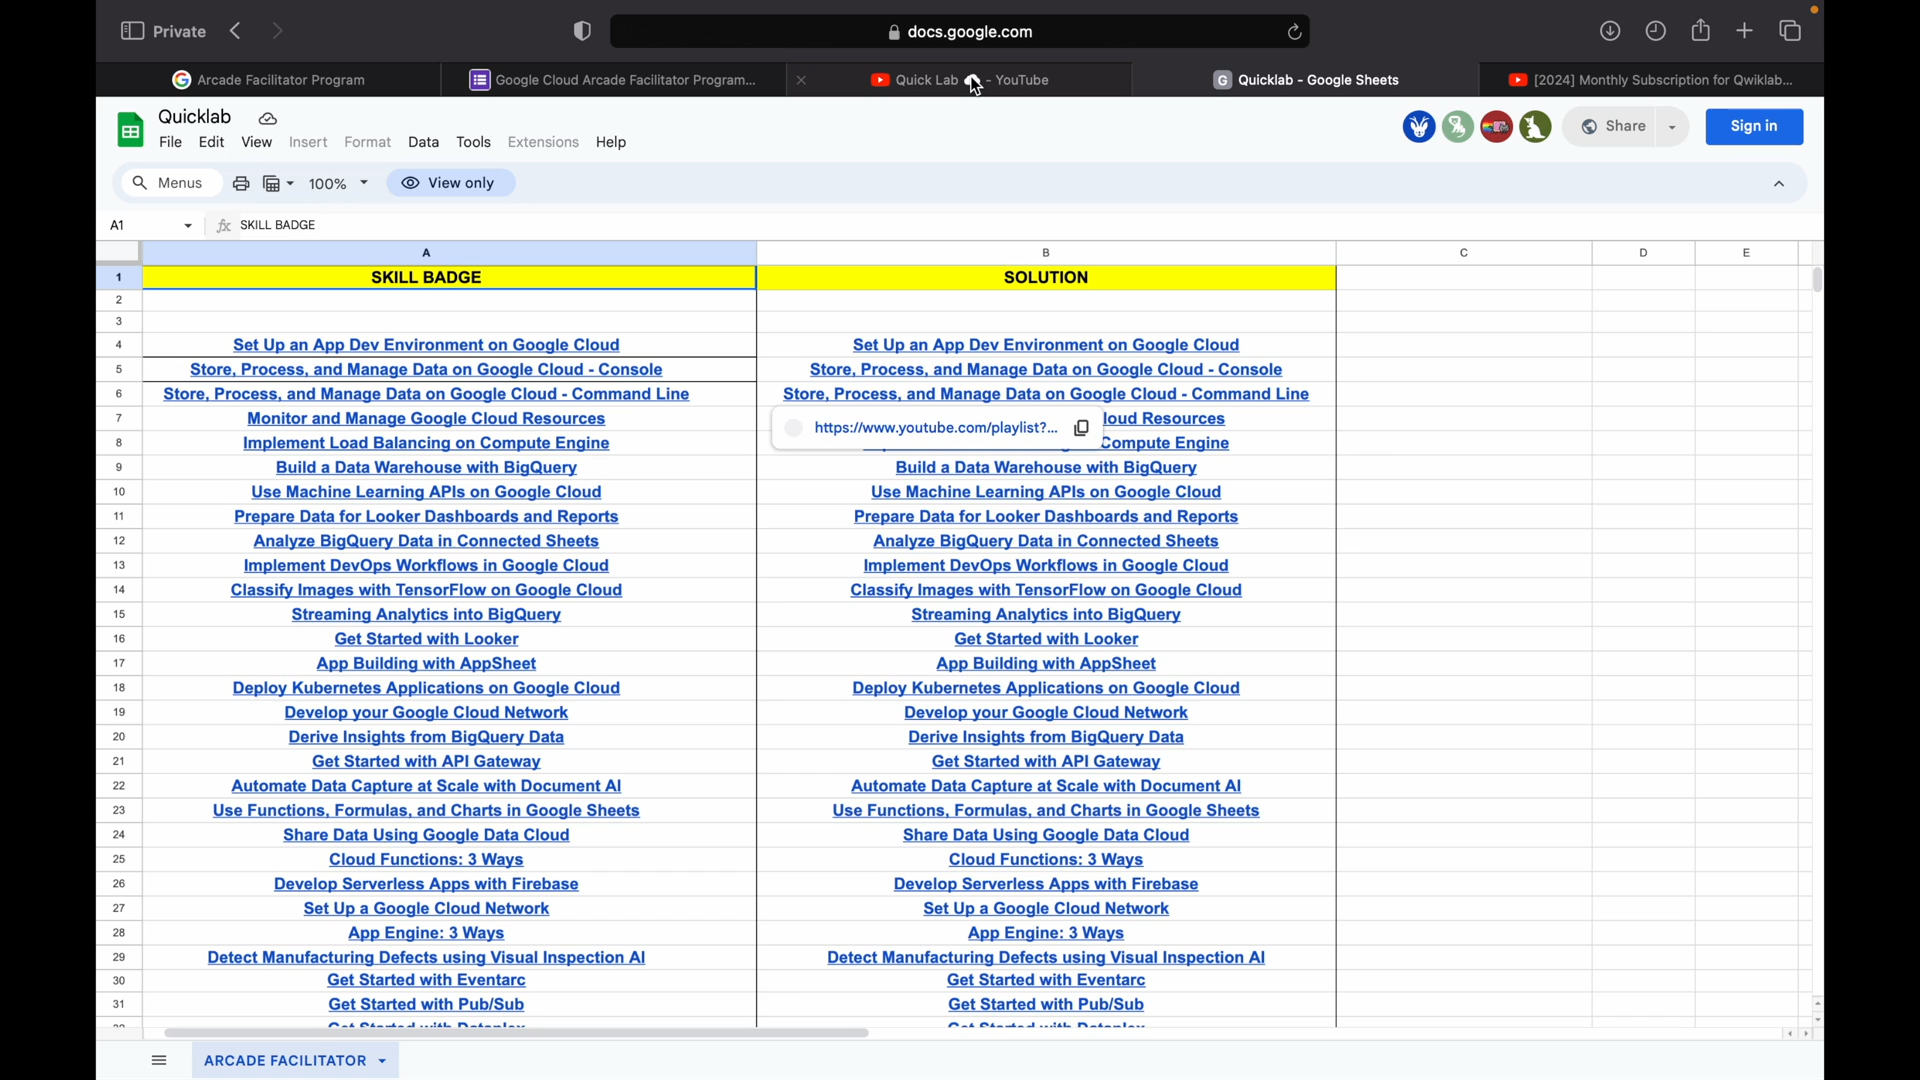 Private
docs.google.com
Arcade Facilitator Program
Google Cloud Arcade Facilitator Program...
Quick Lab - YouTube
G Quicklab - Google Sheets
[2024] Monthly Subscription for Qwiklab...
Quicklab
File Edit View Insert Format Data Tools Extensions Help
Share
Sign in
Menus
100%
View only
A1
fx SKILL BADGE
A B C D E
1 SKILL BADGE SOLUTION
2
3
4 Set Up an App Dev Environment on Google Cloud Set Up an App Dev Environment on Google Cloud
5 Store, Process, and Manage Data on Google Cloud - Console Store, Process, and Manage Data on Google Cloud - Console
6 Store, Process, and Manage Data on Google Cloud - Command Line Store, Process, and Manage Data on Google Cloud - Command Line
7 Monitor and Manage Google Cloud Resources loud Resources
https://www.youtube.com/playlist?...
8 Implement Load Balancing on Compute Engine Compute Engine
9 Build a Data Warehouse with BigQuery Build a Data Warehouse with BigQuery
10 Use Machine Learning APIs on Google Cloud Use Machine Learning APIs on Google Cloud
11 Prepare Data for Looker Dashboards and Reports Prepare Data for Looker Dashboards and Reports
12 Analyze BigQuery Data in Connected Sheets Analyze BigQuery Data in Connected Sheets
13 Implement DevOps Workflows in Google Cloud Implement DevOps Workflows in Google Cloud
14 Classify Images with TensorFlow on Google Cloud Classify Images with TensorFlow on Google Cloud
15 Streaming Analytics into BigQuery Streaming Analytics into BigQuery
16 Get Started with Looker Get Started with Looker
17 App Building with AppSheet App Building with AppSheet
18 Deploy Kubernetes Applications on Google Cloud Deploy Kubernetes Applications on Google Cloud
19 Develop your Google Cloud Network Develop your Google Cloud Network
20 Derive Insights from BigQuery Data Derive Insights from BigQuery Data
21 Get Started with API Gateway Get Started with API Gateway
22 Automate Data Capture at Scale with Document AI Automate Data Capture at Scale with Document AI
23 Use Functions, Formulas, and Charts in Google Sheets Use Functions, Formulas, and Charts in Google Sheets
24 Share Data Using Google Data Cloud Share Data Using Google Data Cloud
25 Cloud Functions: 3 Ways Cloud Functions: 3 Ways
26 Develop Serverless Apps with Firebase Develop Serverless Apps with Firebase
27 Set Up a Google Cloud Network Set Up a Google Cloud Network
28 App Engine: 3 Ways App Engine: 3 Ways
29 Detect Manufacturing Defects using Visual Inspection AI Detect Manufacturing Defects using Visual Inspection AI
30 Get Started with Eventarc Get Started with Eventarc
31 Get Started with Pub/Sub Get Started with Pub/Sub
ARCADE FACILITATOR